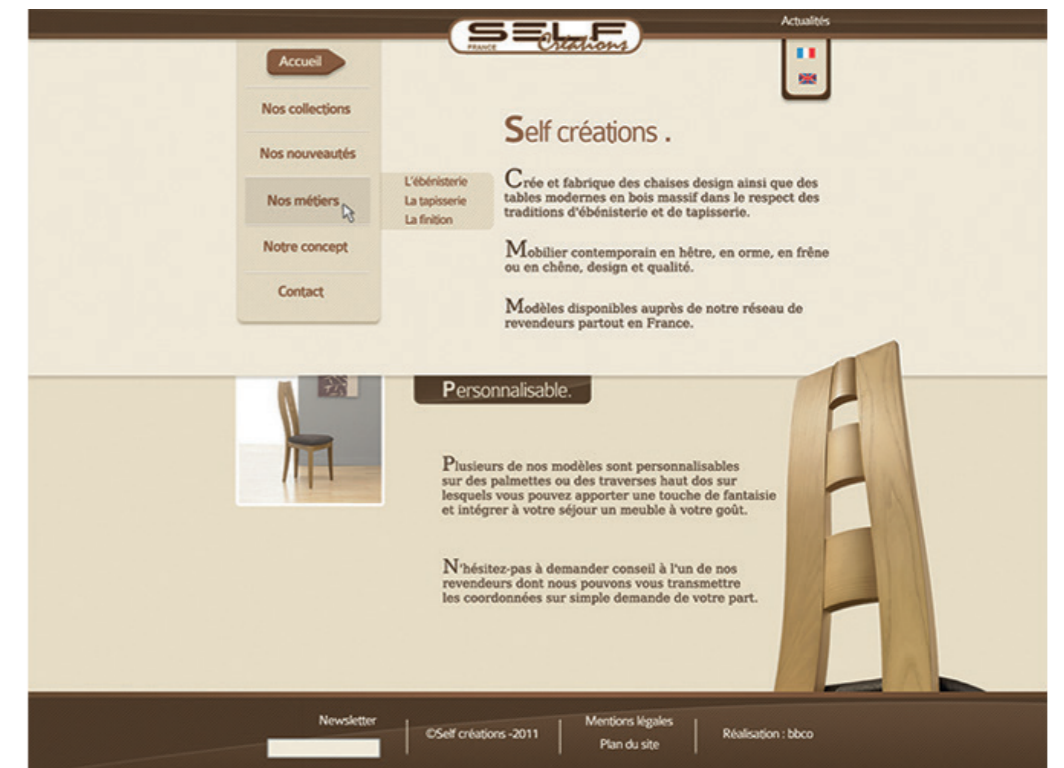 Actualités
SELF
FRANCE Créations
Accueil
Nos collections
Nos nouveautés
Nos métiers
Notre concept
Contact
L'ébénisterie
La tapisserie
La finition
Self créations .
Crée et fabrique des chaises design ainsi que des
tables modernes en bois massif dans le respect des
traditions d'ébénisterie et de tapisserie.
Mobilier contemporain en hêtre, en orme, en frêne
ou en chêne, design et qualité.
Modèles disponibles auprès de notre réseau de
revendeurs partout en France.
Personnalisable.
Plusieurs de nos modèles sont personnalisables
sur des palmettes ou des traverses haut dos sur
lesquels vous pouvez apporter une touche de fantaisie
et intégrer à votre séjour un meuble à votre goût.
N'hésitez-pas à demander conseil à l'un de nos
revendeurs dont nous pouvons vous transmettre
les coordonnées sur simple demande de votre part.
Newsletter
©Self créations -2011
Mentions légales
Plan du site
Réalisation : bbco